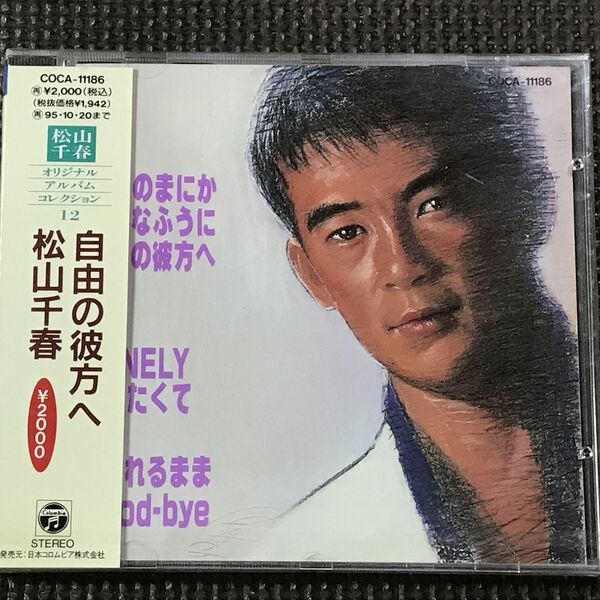 COCA-11186
再¥2,000(税込)
(税抜価格¥1,942)
再95・10・20まで
松山
千春
オリジナル
アルバム
コレクション
12
自由の彼方へ
松山千春
¥2000
Columbia
STEREO
発売元:日本コロムビア株式会社
COCA-11186
のまにか
なふうに
の彼方へ
NELY
たくて
れるまま
od-bye